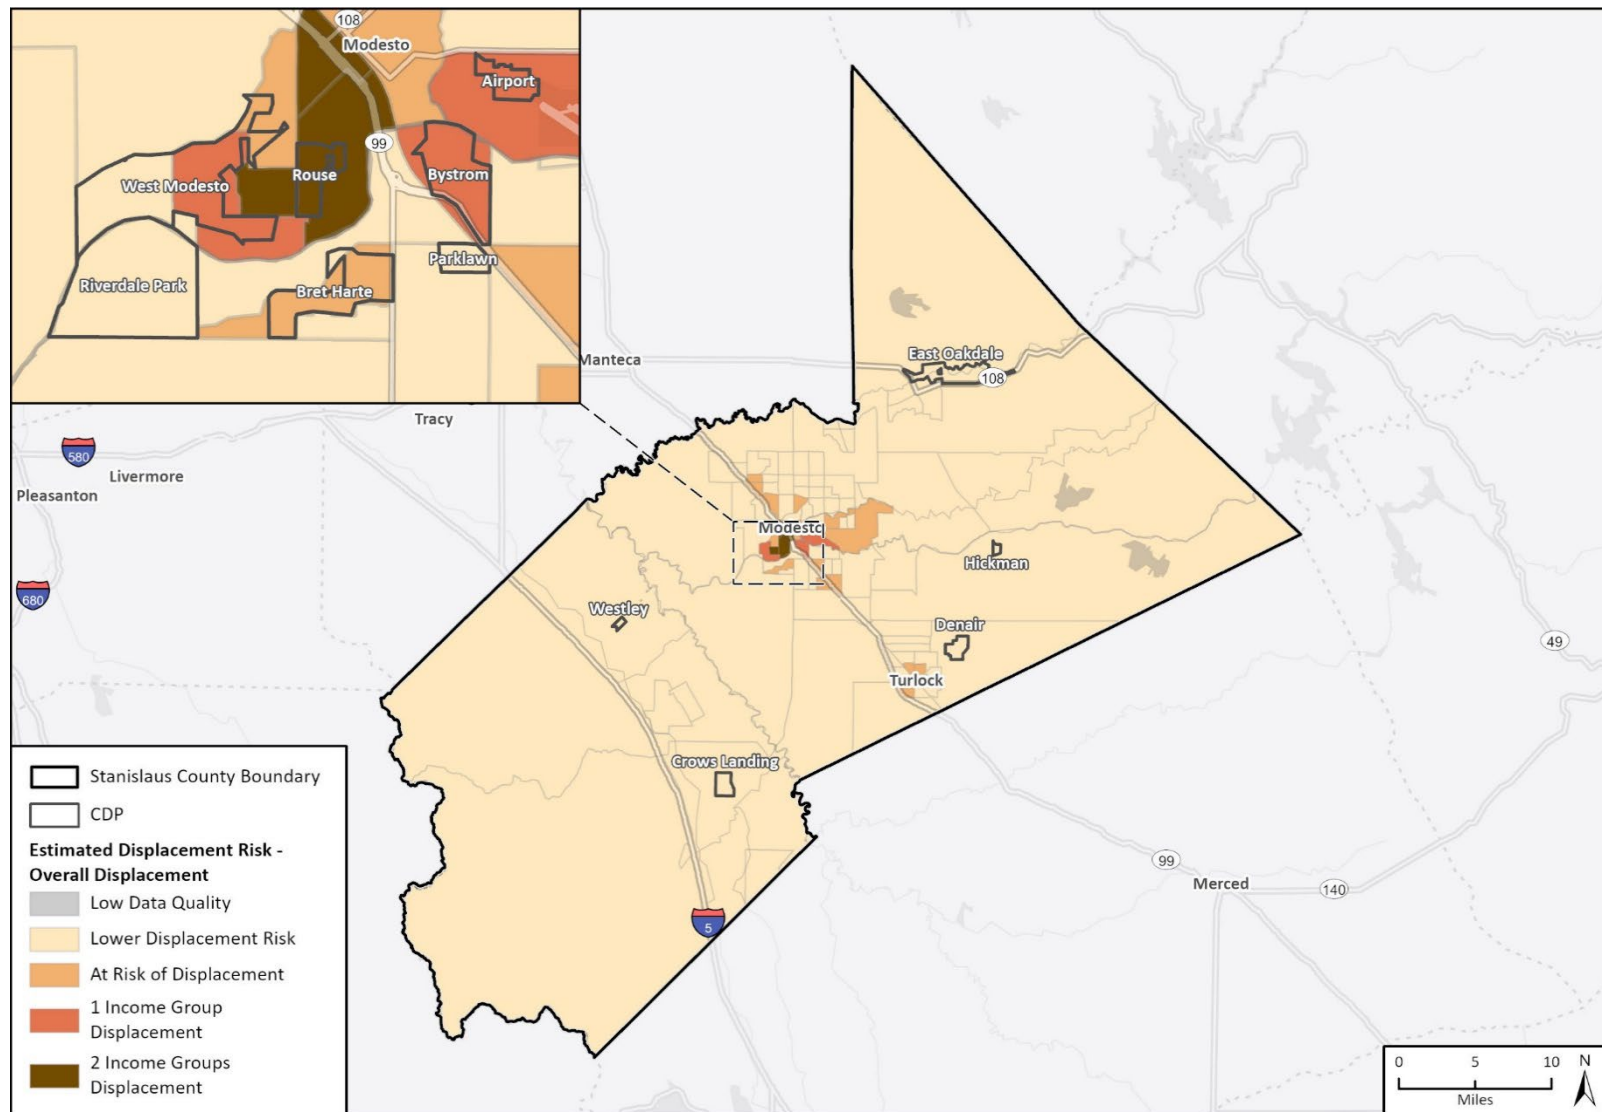 108
Modesto
Airport
99
West Modesto
Rouse
Bystrom
Parklawn
Riverdale Park
Bret Harte
Manteca
East Oakdale
108
Tracy
580
Livermore
Pleasanton
Modesto
Hickman
680
Westley
Denair
49
Turlock
Crows Landing
99
Merced
140
5
Stanislaus County Boundary
CDP
Estimated Displacement Risk -
Overall Displacement
Low Data Quality
Lower Displacement Risk
At Risk of Displacement
1 Income Group
Displacement
2 Income Groups
Displacement
0 5 10
Miles
N